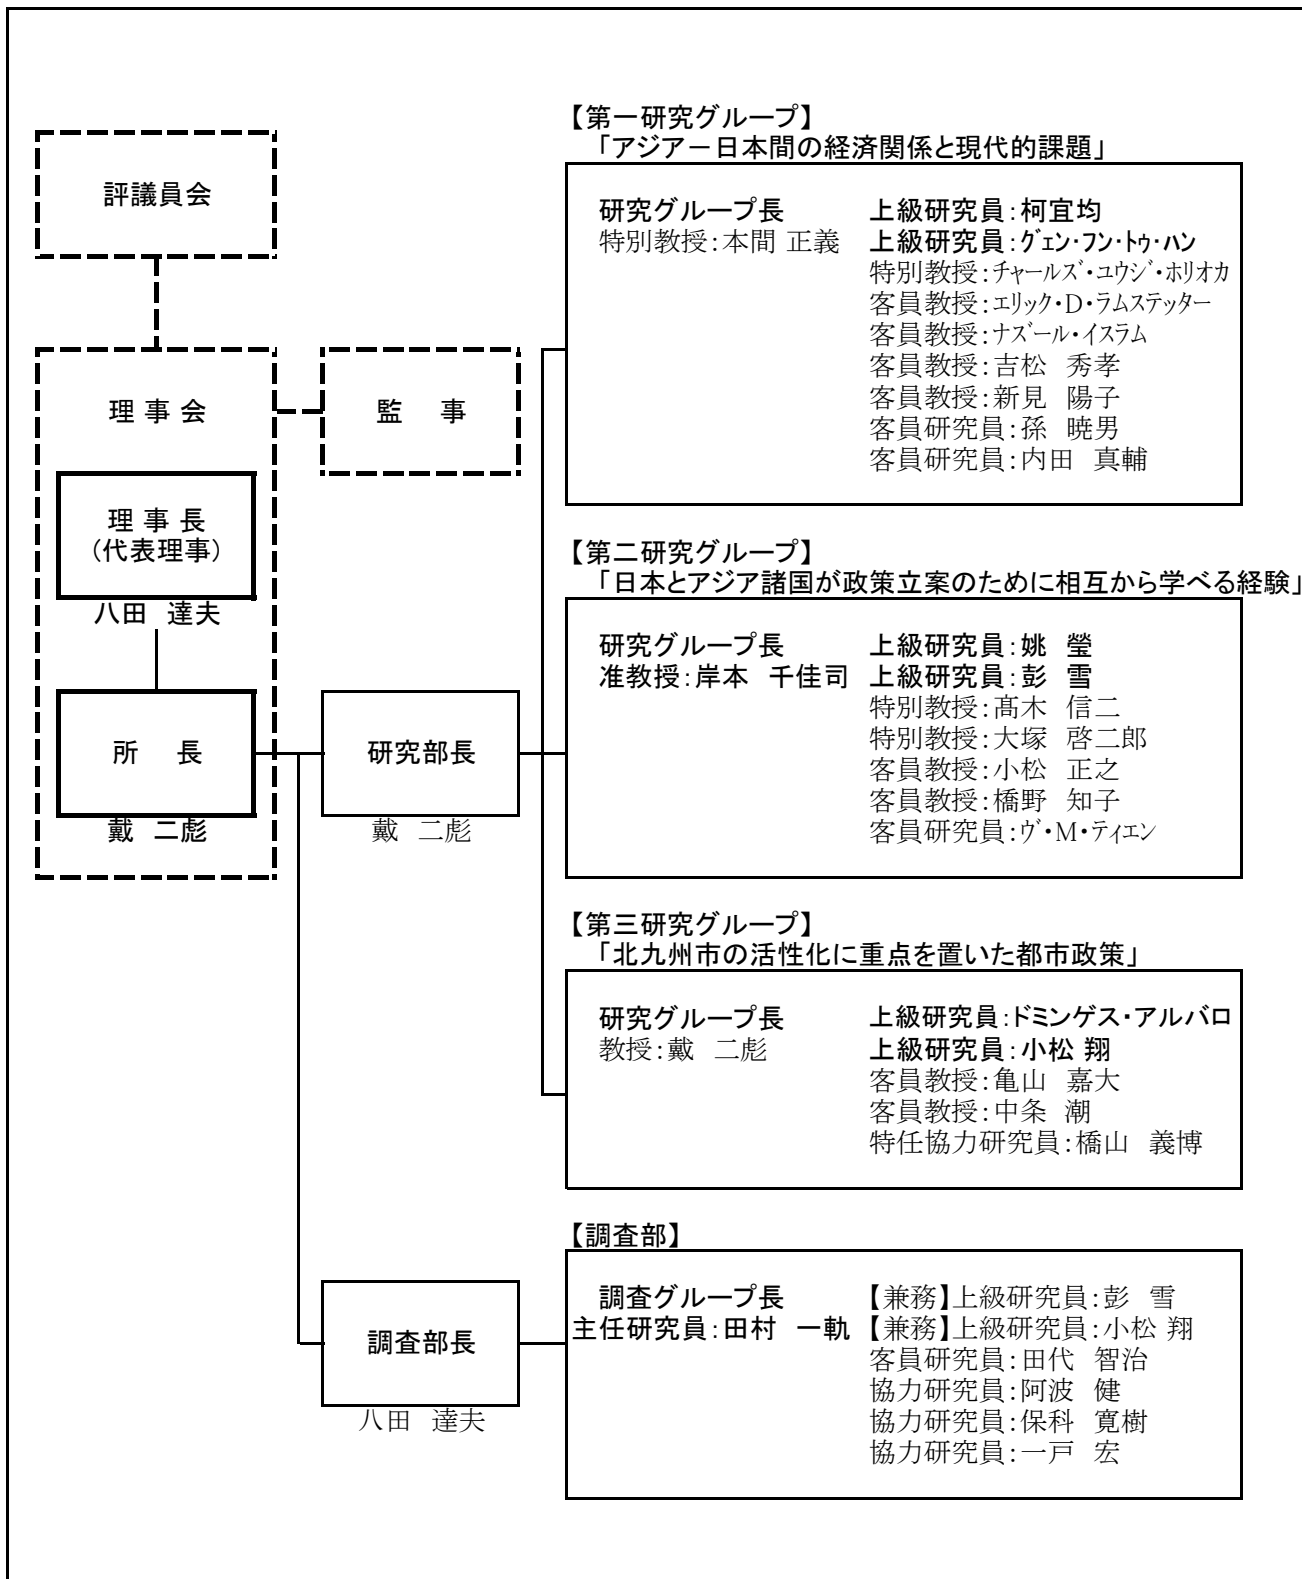 評議員会
理 事 会
監　事
理 事 長
(代表理事)
八田　達夫
所　長
戴　二彪
研究部長
戴　二彪
調査部長
八田　達夫
【第一研究グループ】
「アジア－日本間の経済関係と現代的課題」
研究グループ長　上級研究員：柯宜均
特別教授：本間 正義　上級研究員：グェン・フン・トゥ・ハン
特別教授：チャールズ・ユウジ・ホリオカ
客員教授：エリック・D・ラムステッター
客員教授：ナズール・イスラム
客員教授：吉松　秀孝
客員教授：新見　陽子
客員研究員：孫　暁男
客員研究員：内田　真輔
【第二研究グループ】
「日本とアジア諸国が政策立案のために相互から学べる経験」
研究グループ長　上級研究員：姚　瑩
准教授：岸本　千佳司　上級研究員：彭 雪
特別教授：髙木　信二
特別教授：大塚　啓二郎
客員教授：小松　正之
客員教授：橋野　知子
客員研究員：ヴ・M・ティエン
【第三研究グループ】
「北九州市の活性化に重点を置いた都市政策」
研究グループ長　上級研究員：ドミンゲス・アルバロ
教授：戴　二彪　上級研究員：小松 翔
客員教授：亀山　嘉大
客員教授：中条　潮
特任協力研究員：橋山　義博
【調査部】
調査グループ長　【兼務】上級研究員：彭　雪
主任研究員：田村　一軌　【兼務】上級研究員：小松 翔
客員研究員：田代　智治
協力研究員：阿波　健
協力研究員：保科　寛樹
協力研究員：一戸　宏